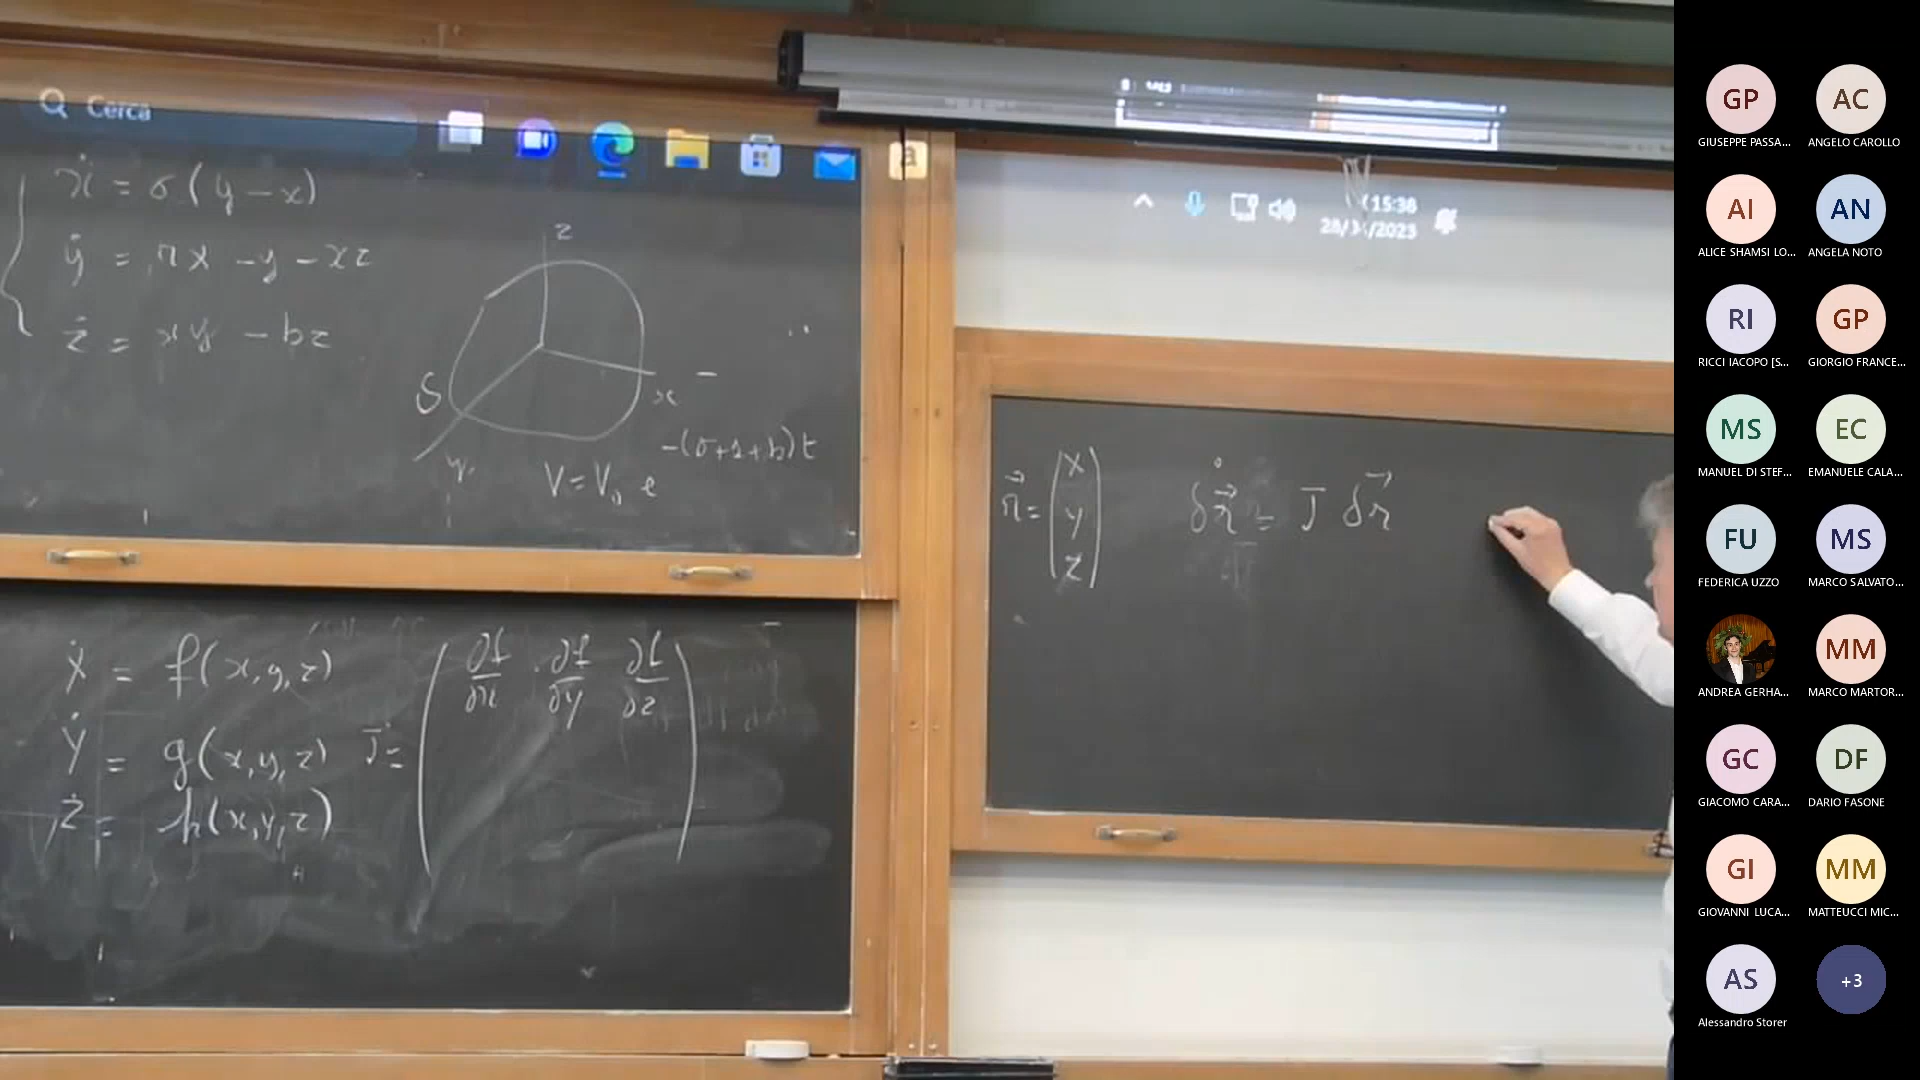 Cerca
ẋ = σ(y - x)
ẏ = rx - y - xz
ż = xy - bz
z
S
x
y
V = V₀ e^{-(σ+1+b)t}
ẋ = f(x,y,z)
ẏ = g(x,y,z)
ż = h(x,y,z)
J = ( ∂f/∂x ∂f/∂y ∂f/∂z )
15:38
r⃗ = (x y z)
δṙ⃗ = J δr⃗
GP
GIUSEPPE PASSA...
AC
ANGELO CAROLLO
AI
ALICE SHAMSI LO...
AN
ANGELA NOTO
RI
RICCI IACOPO [S...
GP
GIORGIO FRANCE...
MS
MANUEL DI STEF...
EC
EMANUELE CALA...
FU
FEDERICA UZZO
MS
MARCO SALVATO...
ANDREA GERHA...
MM
MARCO MARTOR...
GC
GIACOMO CARA...
DF
DARIO FASONE
GI
GIOVANNI LUCA...
MM
MATTEUCCI MIC...
AS
Alessandro Storer
+3